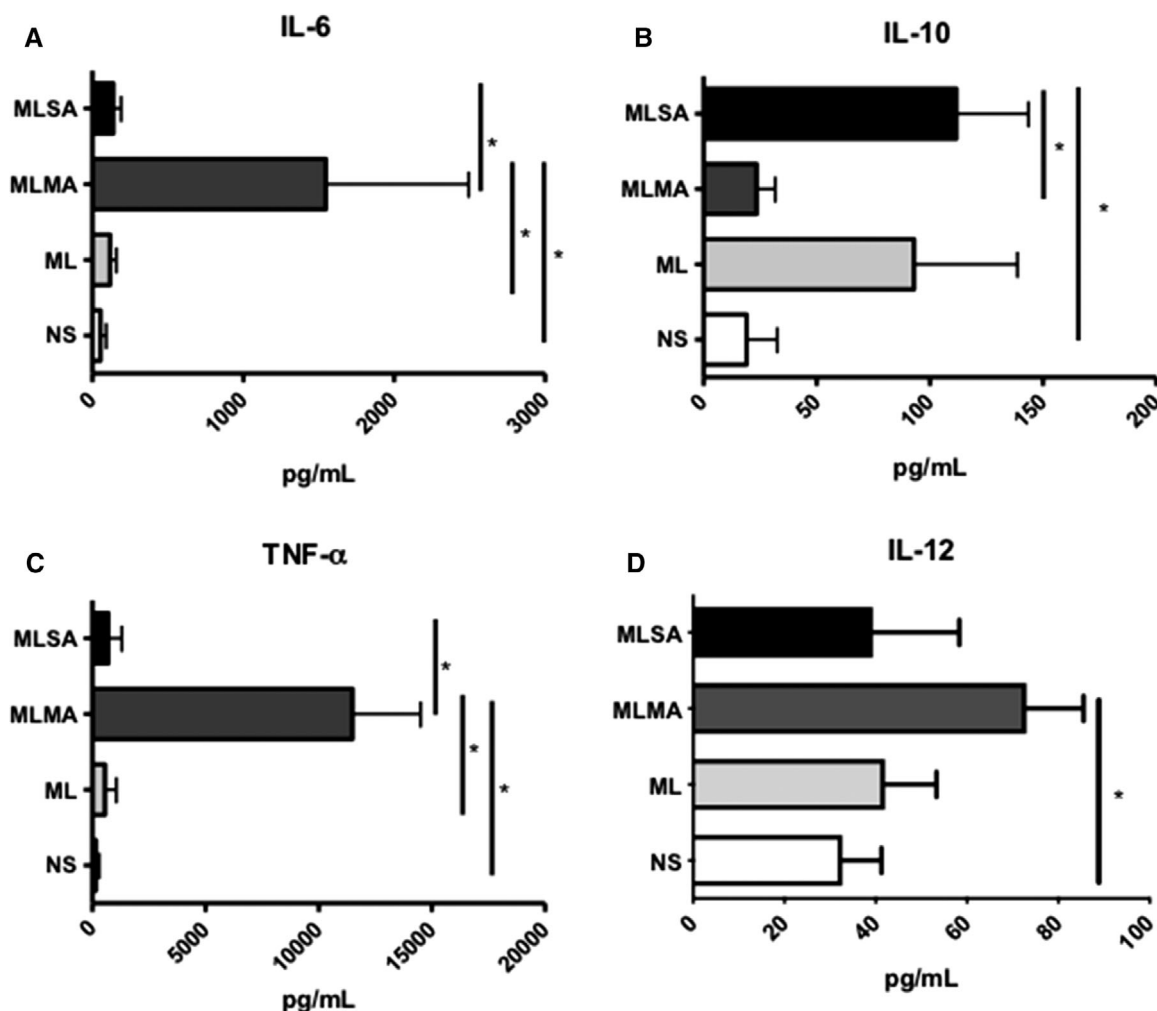 A
IL-6
MLSA
*
MLMA
*
*
ML
NS
0 1000 2000 3000
pg/mL
B
IL-10
MLSA
*
MLMA
*
ML
NS
0 50 100 150 200
pg/mL
C
TNF-α
MLSA
*
MLMA
*
ML
*
NS
0 5000 10000 15000 20000
pg/mL
D
IL-12
MLSA
MLMA
ML
*
NS
0 20 40 60 80 100
pg/mL